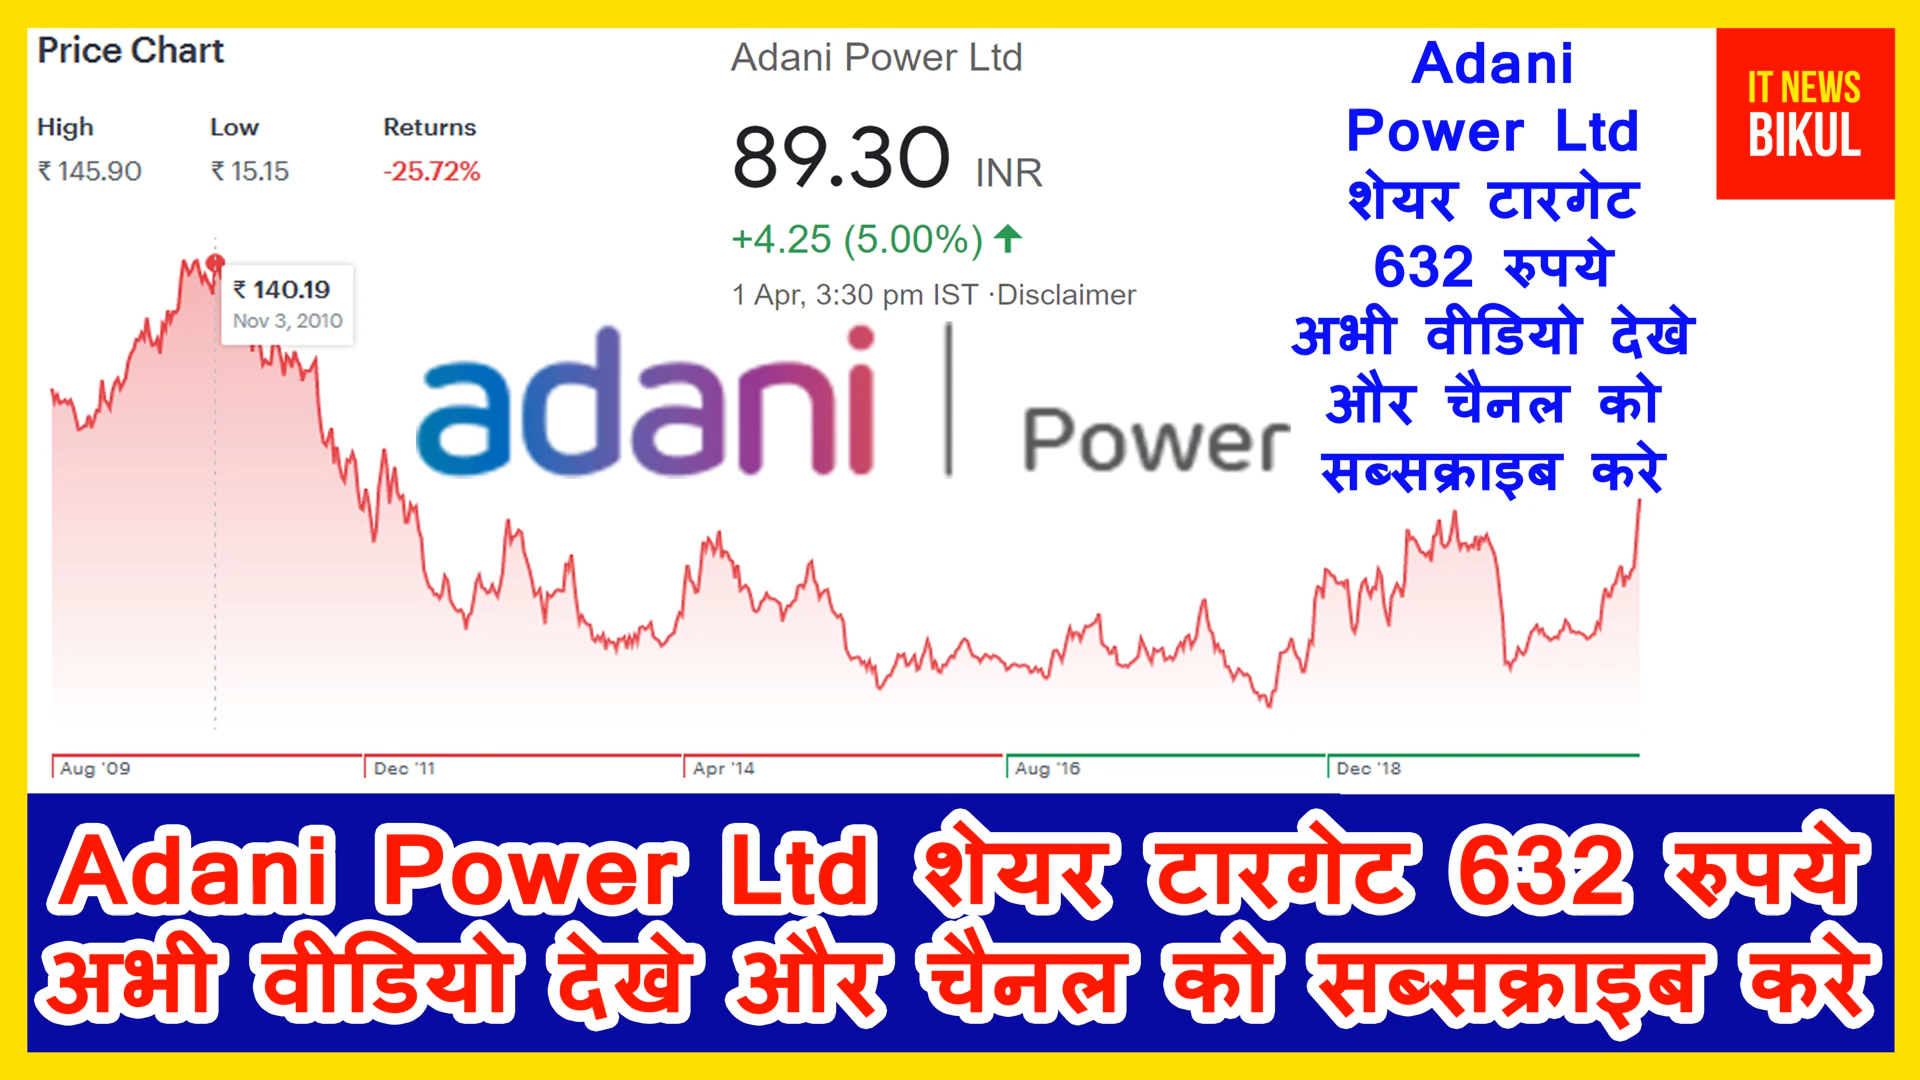 Price Chart
High Low Returns
₹ 145.90 ₹ 15.15 -25.72%
Adani Power Ltd
89.30 INR
+4.25 (5.00%)
1 Apr, 3:30 pm IST ·Disclaimer
Adani
Power Ltd
शेयर टारगेट
632 रुपये
अभी वीडियो देखे
और चैनल को
सब्सक्राइब करे
IT NEWS
BIKUL
₹ 140.19
Nov 3, 2010
adani
Power
Aug '09 Dec '11 Apr '14 Aug '16 Dec '18
Adani Power Ltd शेयर टारगेट 632 रुपये
अभी वीडियो देखे और चैनल को सब्सक्राइब करे